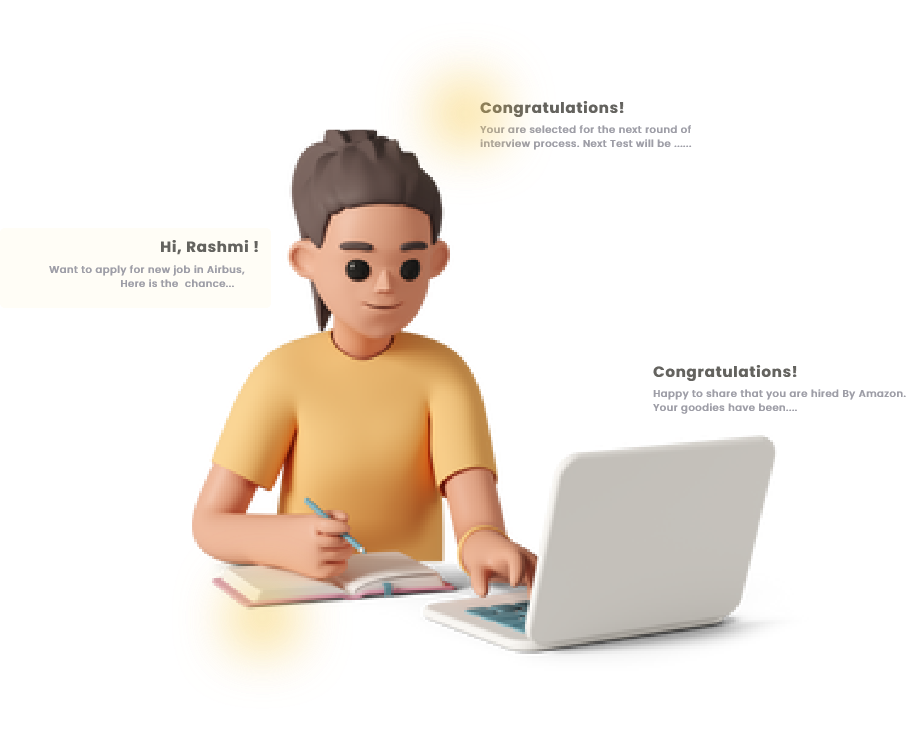 Congratulations!
Your are selected for the next round of
interview process. Next Test will be ......
Hi, Rashmi !
Want to apply for new job in Airbus,
Here is the chance...
Congratulations!
Happy to share that you are hired By Amazon.
Your goodies have been....